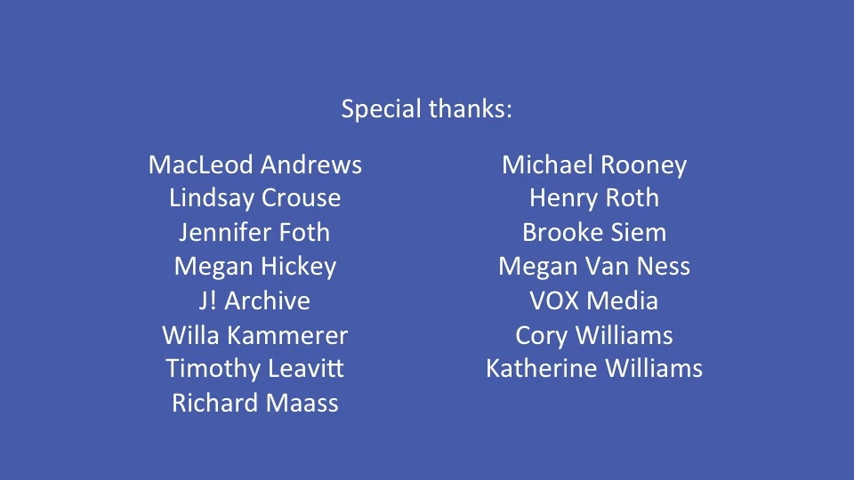 Special thanks:
MacLeod Andrews
Lindsay Crouse
Jennifer Foth
Megan Hickey
J! Archive
Willa Kammerer
Timothy Leavitt
Richard Maass
Michael Rooney
Henry Roth
Brooke Siem
Megan Van Ness
VOX Media
Cory Williams
Katherine Williams